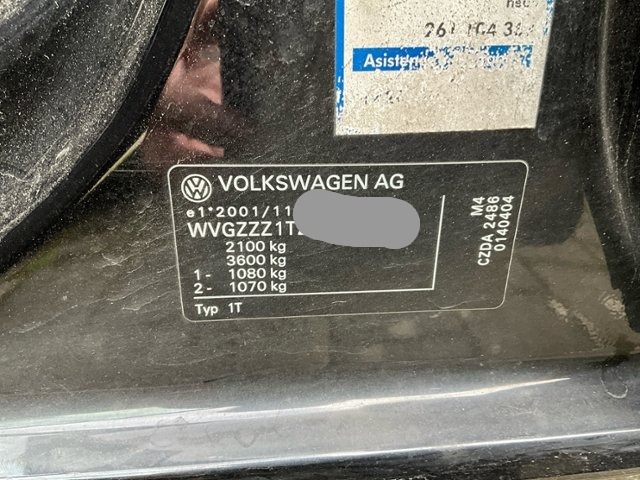 Asisten
VOLKSWAGEN AG
e1*2001/11
WVGZZZ1T
2100 kg
3600 kg
1- 1080 kg
2- 1070 kg
Typ 1T
M4
CZDA 2486
0140404